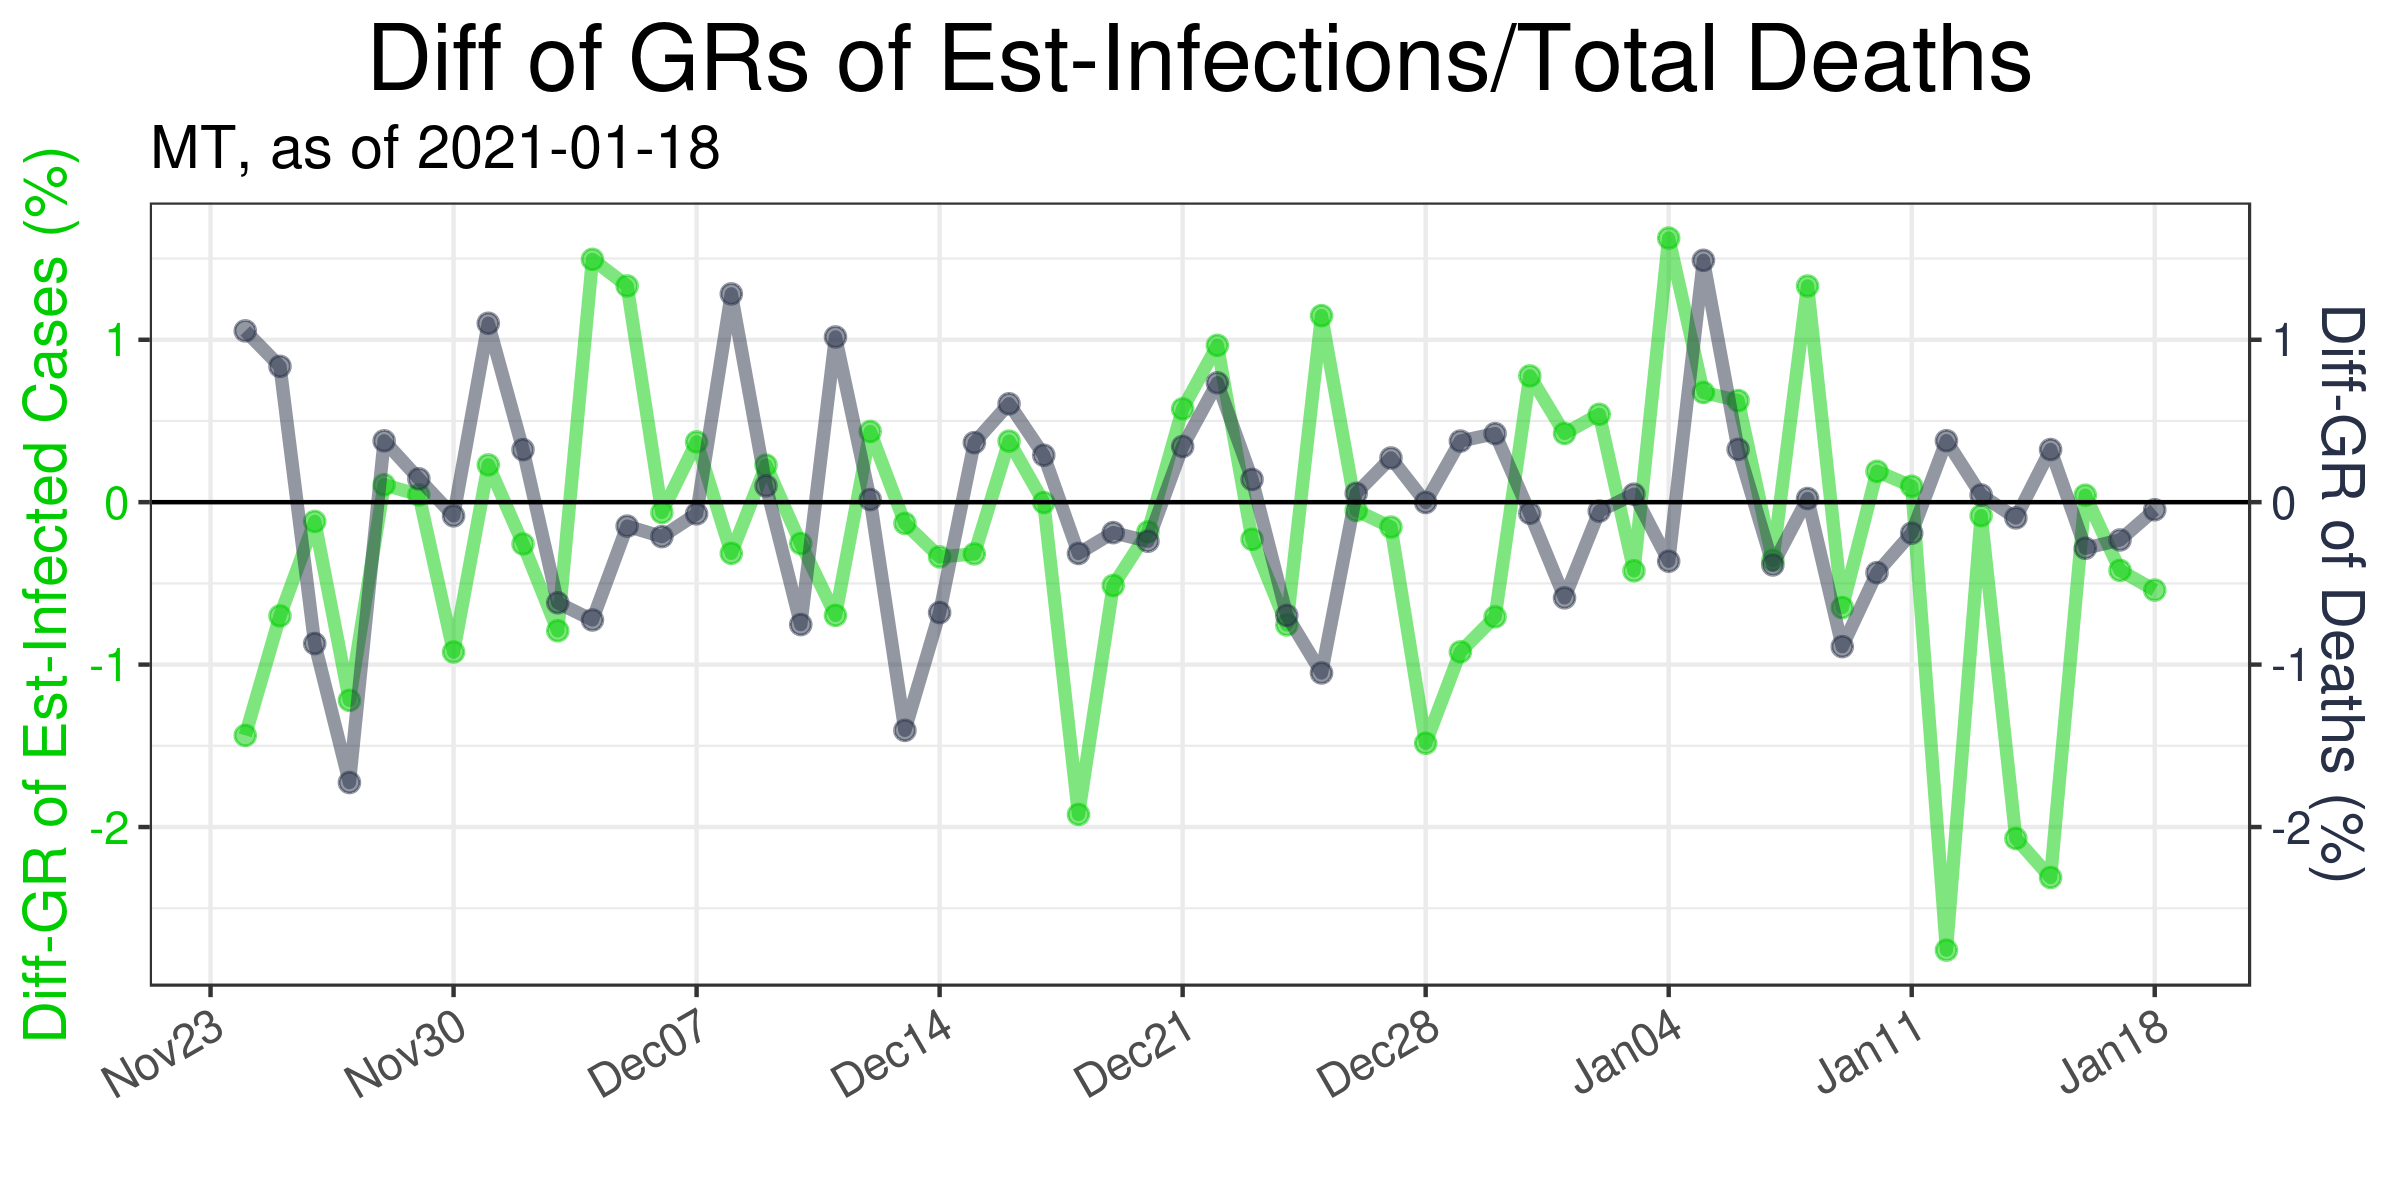 Diff of GRs of Est-Infections/Total Deaths
MT, as of 2021-01-18
Diff-GR of Est-Infected Cases (%)
1
0
-1
-2
1
0
-1
-2
Diff-GR of Deaths (%)
Nov23
Nov30
Dec07
Dec14
Dec21
Dec28
Jan04
Jan11
Jan18